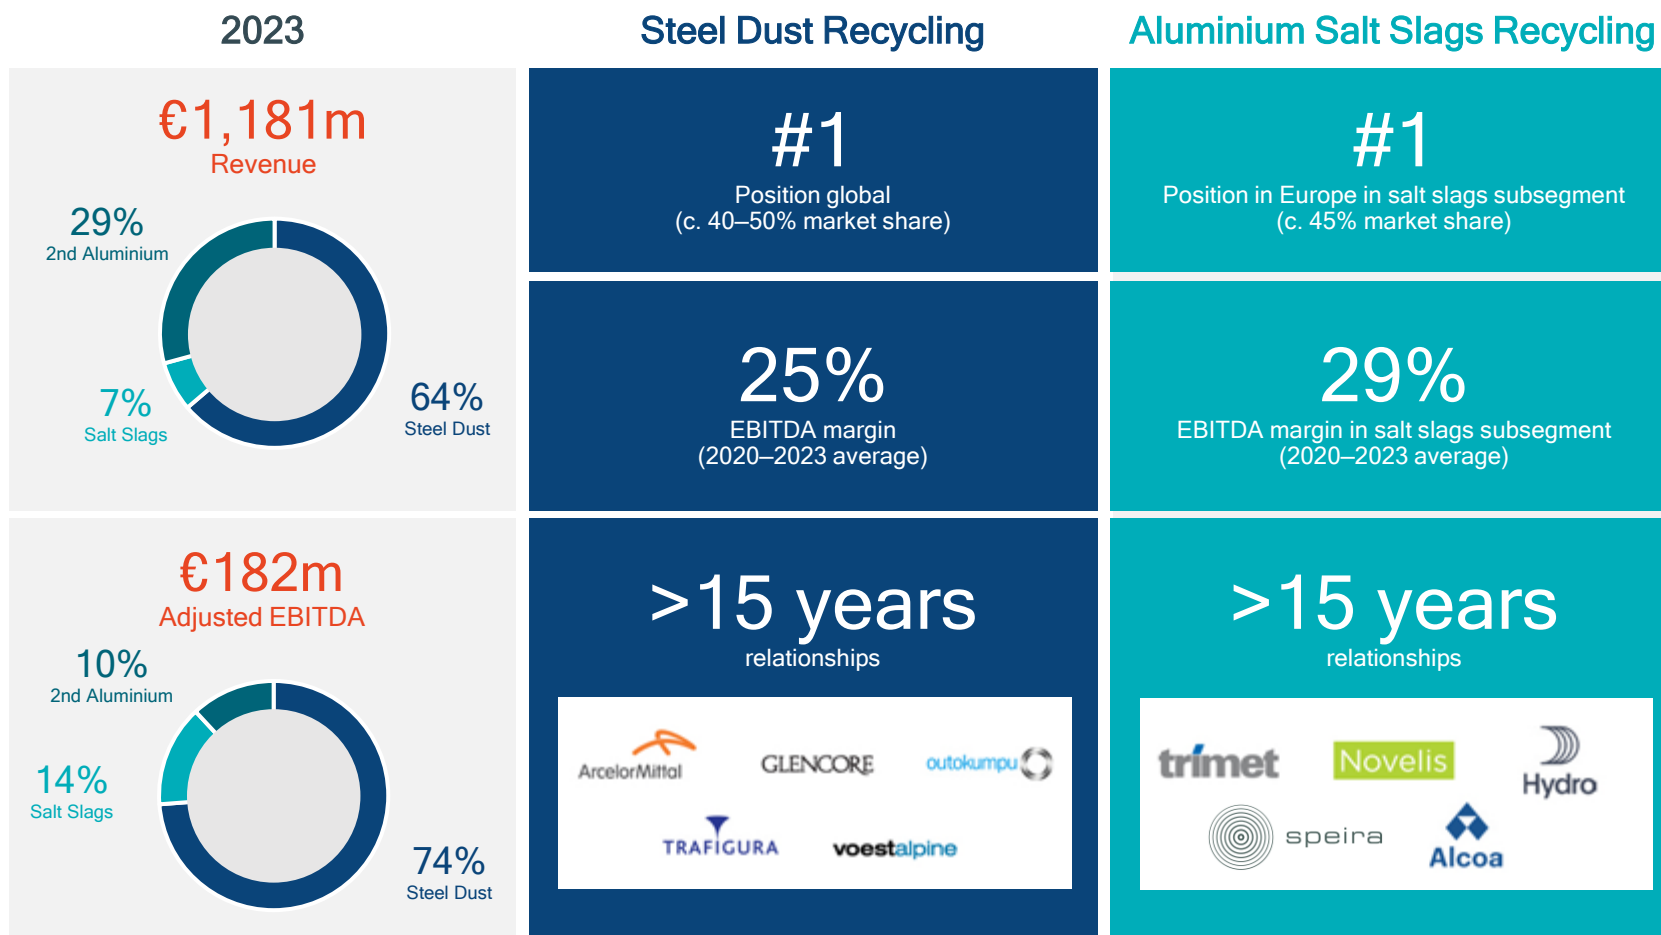 2023
€1,181m
Revenue
29%
2nd Aluminium
7%
Salt Slags
64%
Steel Dust
€182m
Adjusted EBITDA
10%
2nd Aluminium
14%
Salt Slags
74%
Steel Dust
Steel Dust Recycling
#1
Position global
(c. 40–50% market share)
25%
EBITDA margin
(2020–2023 average)
>15 years
relationships
ArcelorMittal
GLENCORE
outokumpu
TRAFIGURA
voestalpine
Aluminium Salt Slags Recycling
#1
Position in Europe in salt slags subsegment
(c. 45% market share)
29%
EBITDA margin in salt slags subsegment
(2020–2023 average)
>15 years
relationships
trimet
Novelis
Hydro
speira
Alcoa